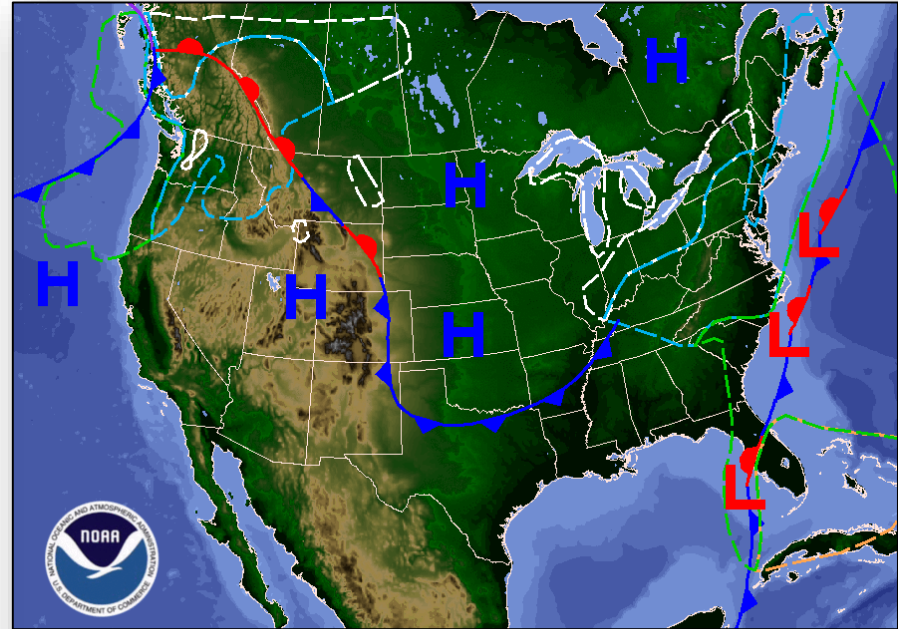 H
H
L
H
H
L
H
L
L
NATIONAL OCEANIC AND ATMOSPHERIC ADMINISTRATION
NOAA
U.S. DEPARTMENT OF COMMERCE